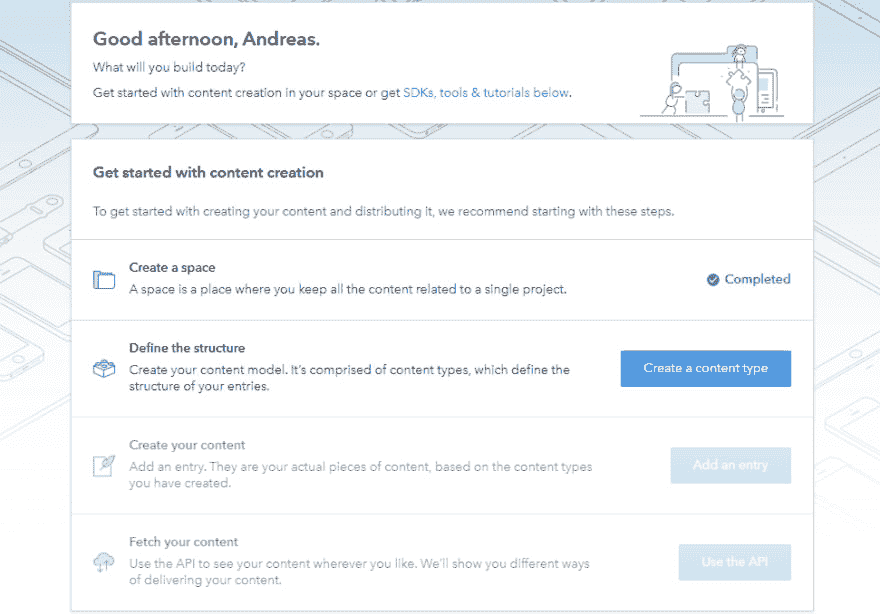 Good afternoon, Andreas.
What will you build today?
Get started with content creation in your space or get SDKs, tools & tutorials below.
Get started with content creation
To get started with creating your content and distributing it, we recommend starting with these steps.
Create a space
A space is a place where you keep all the content related to a single project.
Completed
Define the structure
Create your content model. It's comprised of content types, which define the
structure of your entries.
Create a content type
Create your content
Add an entry. They are your actual pieces of content, based on the content types
you have created.
Add an entry
Fetch your content
Use the API to see your content wherever you like. We'll show you different ways
of delivering your content.
Use the API